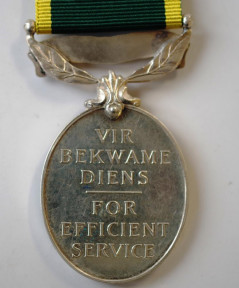 VIR
BEKWAME
DIENS
FOR
EFFICIENT
SERVICE